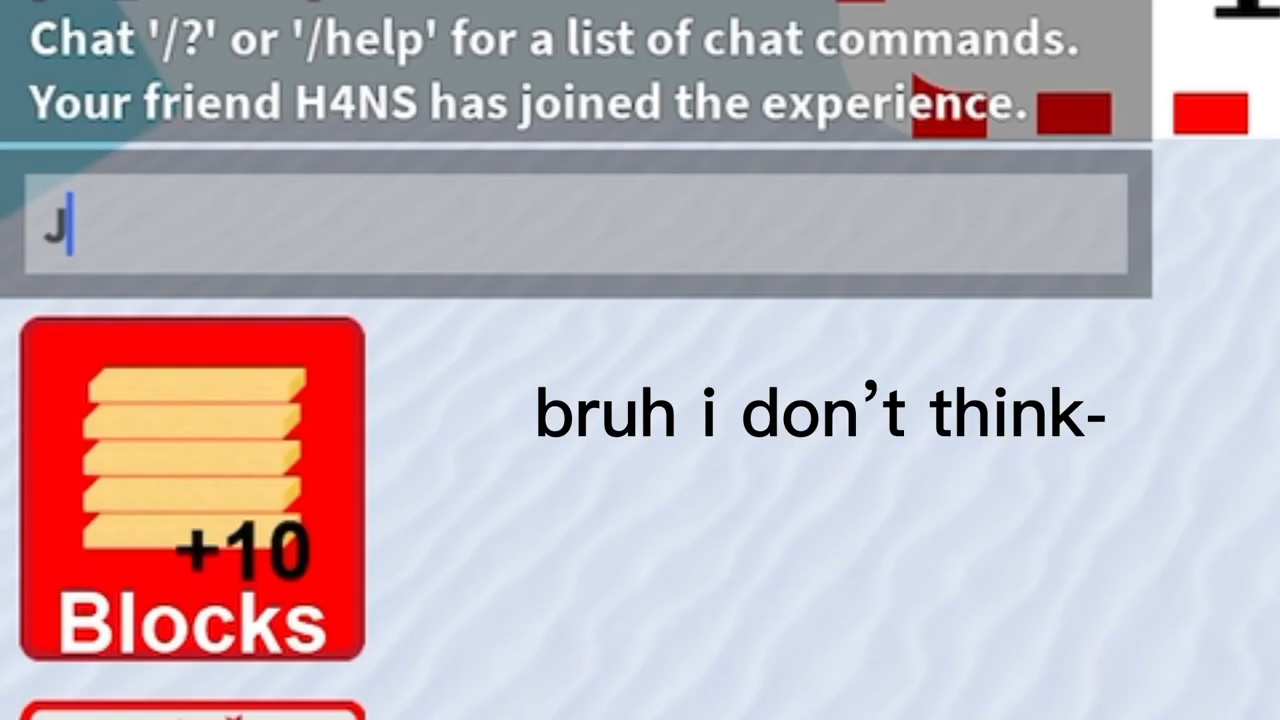 Chat '/?' or '/help' for a list of chat commands.
Your friend H4NS has joined the experience.
J
bruh i don’t think-
+10
Blocks